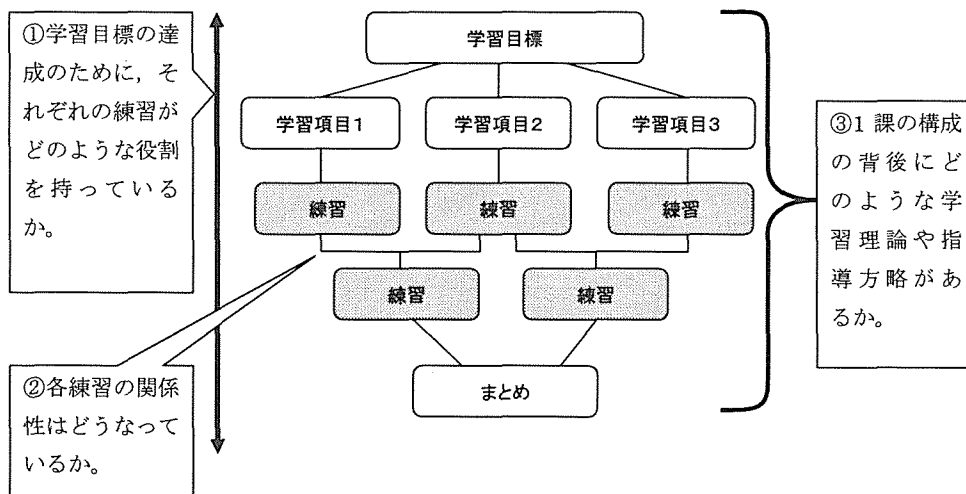 ①学習目標の達
成のために，そ
れぞれの練習が
どのような役割
を持っている
か。
学習目標
学習項目1
学習項目2
学習項目3
練習
練習
練習
練習
練習
まとめ
②各練習の関係
性はどうなって
いるか。
③1 課の構成
の背後にど
のような学
習理論や指
導方略があ
るか。